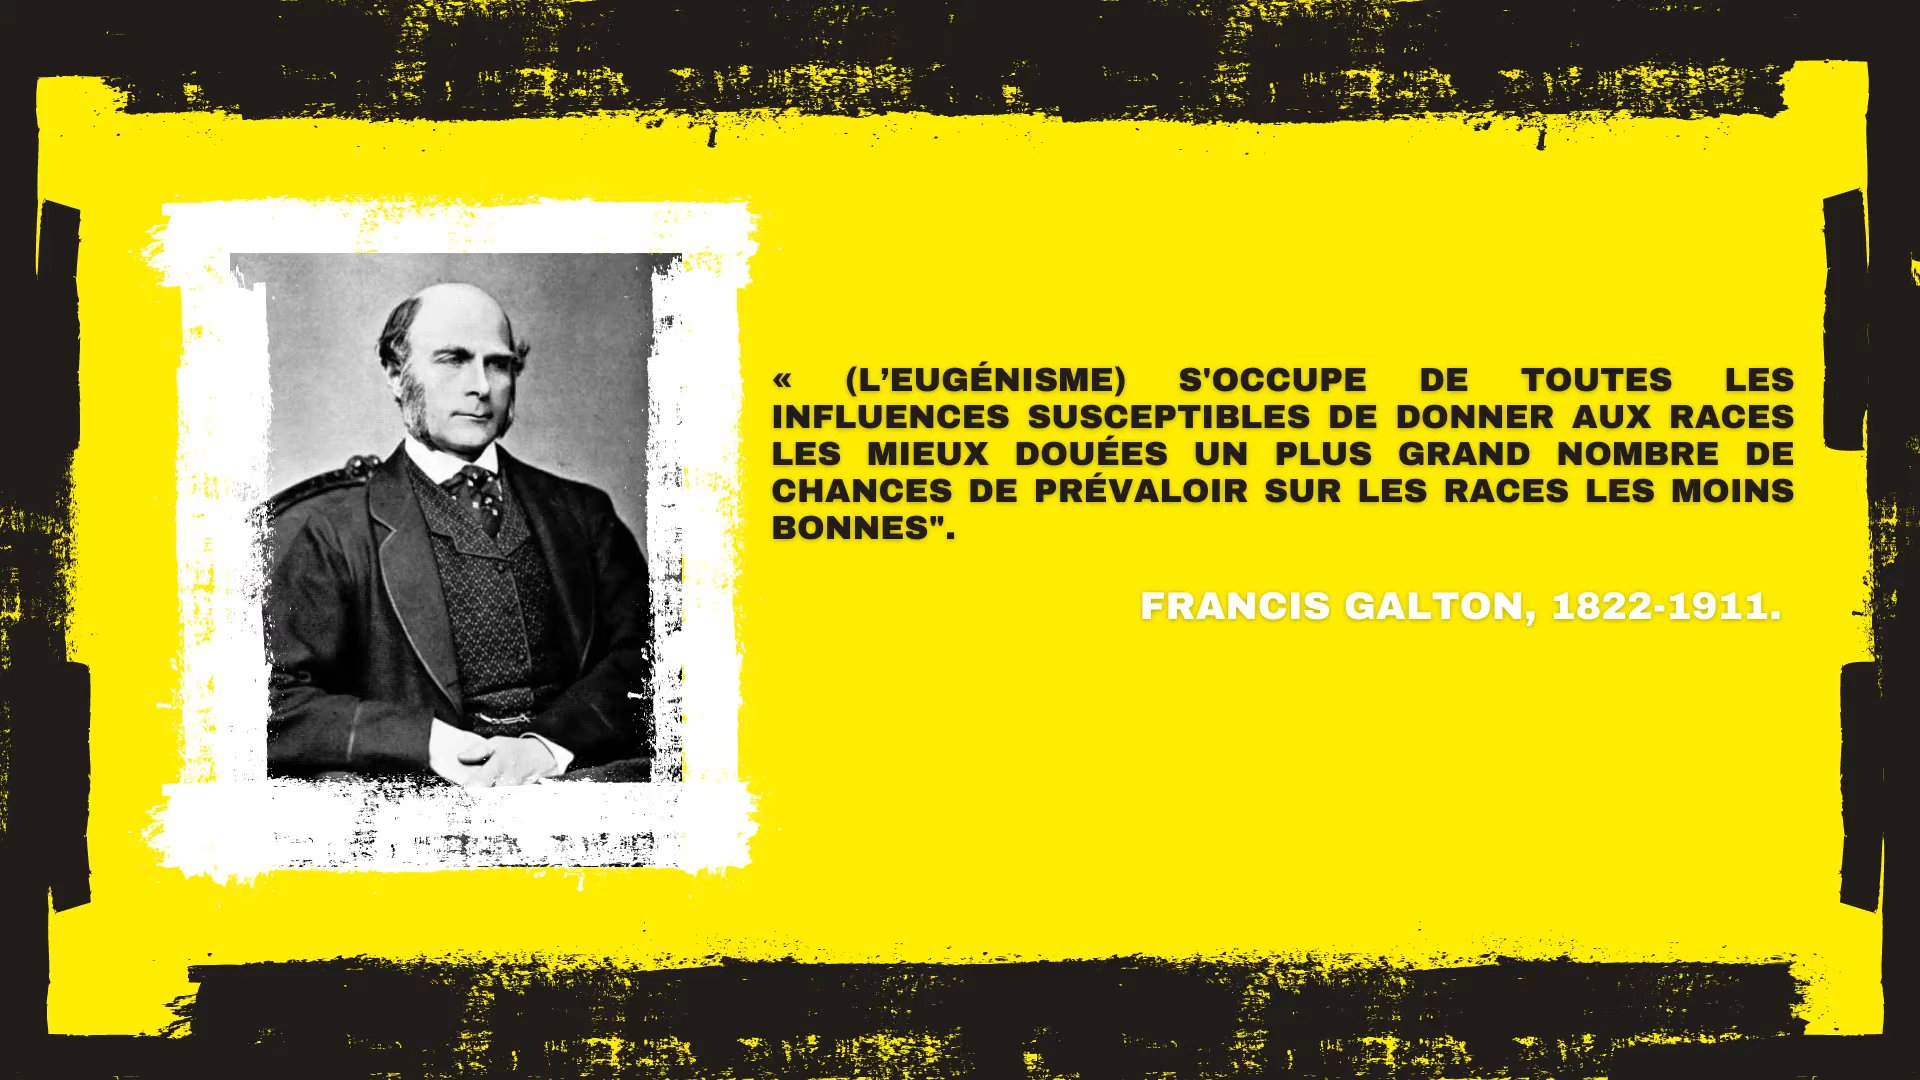 « (L’EUGÉNISME) S'OCCUPE DE TOUTES LES
INFLUENCES SUSCEPTIBLES DE DONNER AUX RACES
LES MIEUX DOUÉES UN PLUS GRAND NOMBRE DE
CHANCES DE PRÉVALOIR SUR LES RACES LES MOINS
BONNES".
FRANCIS GALTON, 1822-1911.